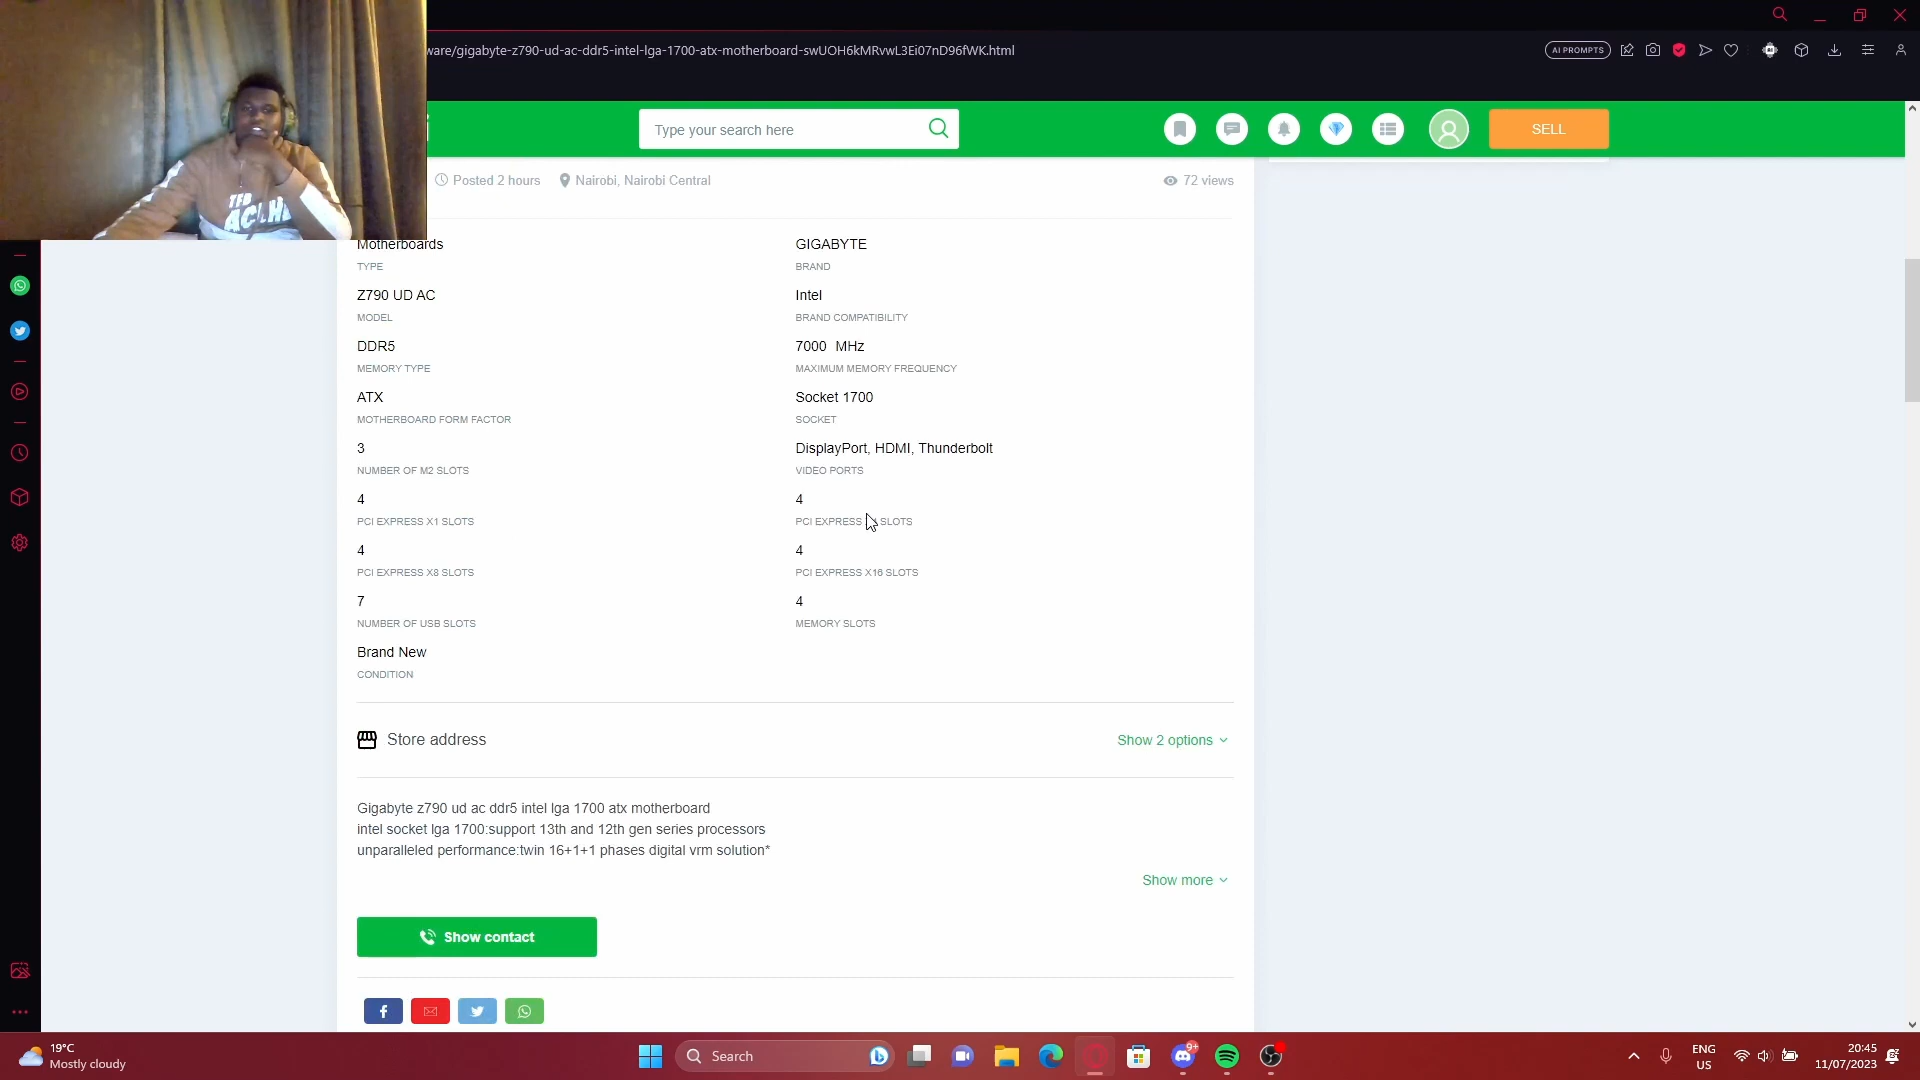 ware/gigabyte-z790-ud-ac-ddr5-intel-lga-1700-atx-motherboard-swUOH6kMRvwL3Ei07nD96fWK.html
AI PROMPTS
Type your search here
SELL
Posted 2 hours
Nairobi, Nairobi Central
72 views
Motherboards
TYPE
GIGABYTE
BRAND
Z790 UD AC
MODEL
Intel
BRAND COMPATIBILITY
DDR5
MEMORY TYPE
7000 MHz
MAXIMUM MEMORY FREQUENCY
ATX
MOTHERBOARD FORM FACTOR
Socket 1700
SOCKET
3
NUMBER OF M2 SLOTS
DisplayPort, HDMI, Thunderbolt
VIDEO PORTS
4
PCI EXPRESS X1 SLOTS
4
PCI EXPRESS SLOTS
4
PCI EXPRESS X8 SLOTS
4
PCI EXPRESS X16 SLOTS
7
NUMBER OF USB SLOTS
4
MEMORY SLOTS
Brand New
CONDITION
Store address
Show 2 options
Gigabyte z790 ud ac ddr5 intel lga 1700 atx motherboard
intel socket lga 1700:support 13th and 12th gen series processors
unparalleled performance:twin 16+1+1 phases digital vrm solution*
Show more
Show contact
19°C
Mostly cloudy
Search
9+
ENG
US
20:45
11/07/2023